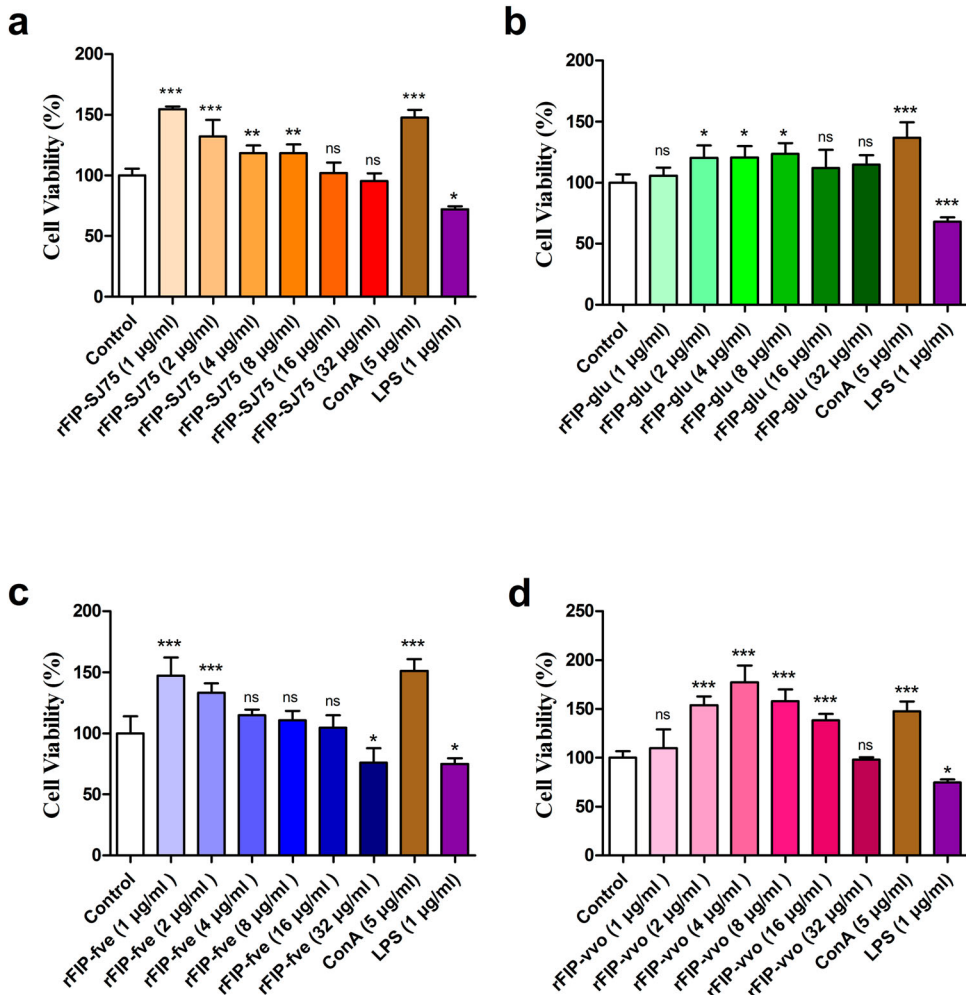 a
Cell Viability (%)
200
150
100
50
0
***
***
**
**
ns
ns
***
*
Control
rFIP-SJ75 (1 µg/ml)
rFIP-SJ75 (2 µg/ml)
rFIP-SJ75 (4 µg/ml)
rFIP-SJ75 (8 µg/ml)
rFIP-SJ75 (16 µg/ml)
rFIP-SJ75 (32 µg/ml)
ConA (5 µg/ml)
LPS (1 µg/ml)
b
Cell Viability (%)
200
150
100
50
0
ns
*
*
*
ns
ns
***
***
Control
rFIP-glu (1 µg/ml)
rFIP-glu (2 µg/ml)
rFIP-glu (4 µg/ml)
rFIP-glu (8 µg/ml)
rFIP-glu (16 µg/ml)
rFIP-glu (32 µg/ml)
ConA (5 µg/ml)
LPS (1 µg/ml)
c
Cell Viability (%)
200
150
100
50
0
***
***
ns
ns
ns
*
***
*
Control
rFIP-fve (1 µg/ml )
rFIP-fve (2 µg/ml )
rFIP-fve (4 µg/ml )
rFIP-fve (8 µg/ml )
rFIP-fve (16 µg/ml )
rFIP-fve (32 µg/ml )
ConA (5 µg/ml)
LPS (1 µg/ml)
d
Cell Viability (%)
250
200
150
100
50
0
ns
***
***
***
***
ns
***
*
Control
rFIP-vvo (1 µg/ml )
rFIP-vvo (2 µg/ml )
rFIP-vvo (4 µg/ml )
rFIP-vvo (8 µg/ml )
rFIP-vvo (16 µg/ml )
rFIP-vvo (32 µg/ml )
ConA (5 µg/ml)
LPS (1 µg/ml)